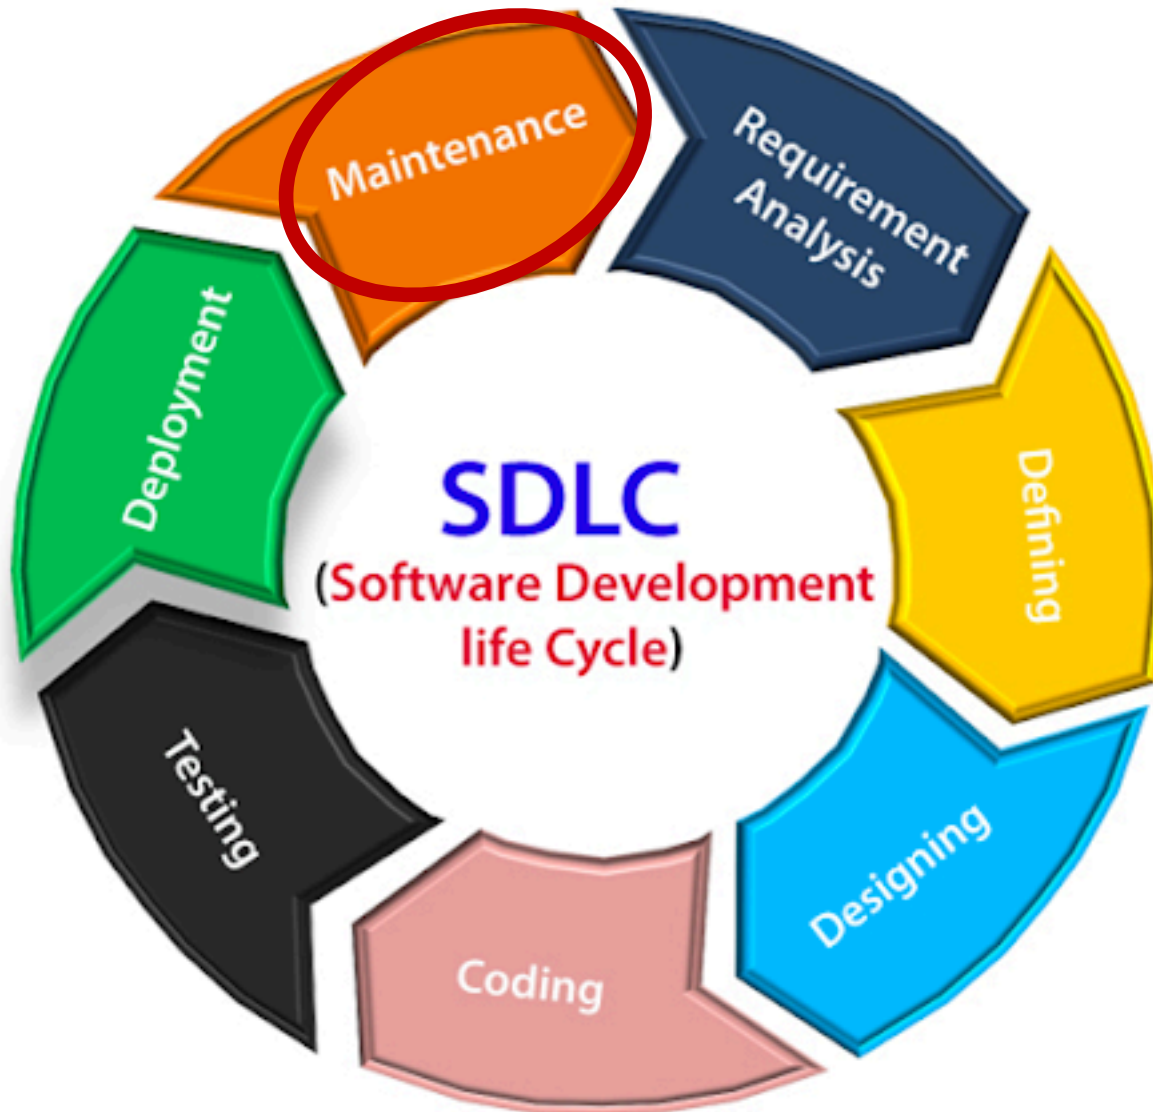 Maintenance
Requirement
Analysis
Defining
Designing
Coding
Testing
Deployment
SDLC
(Software Development
life Cycle)